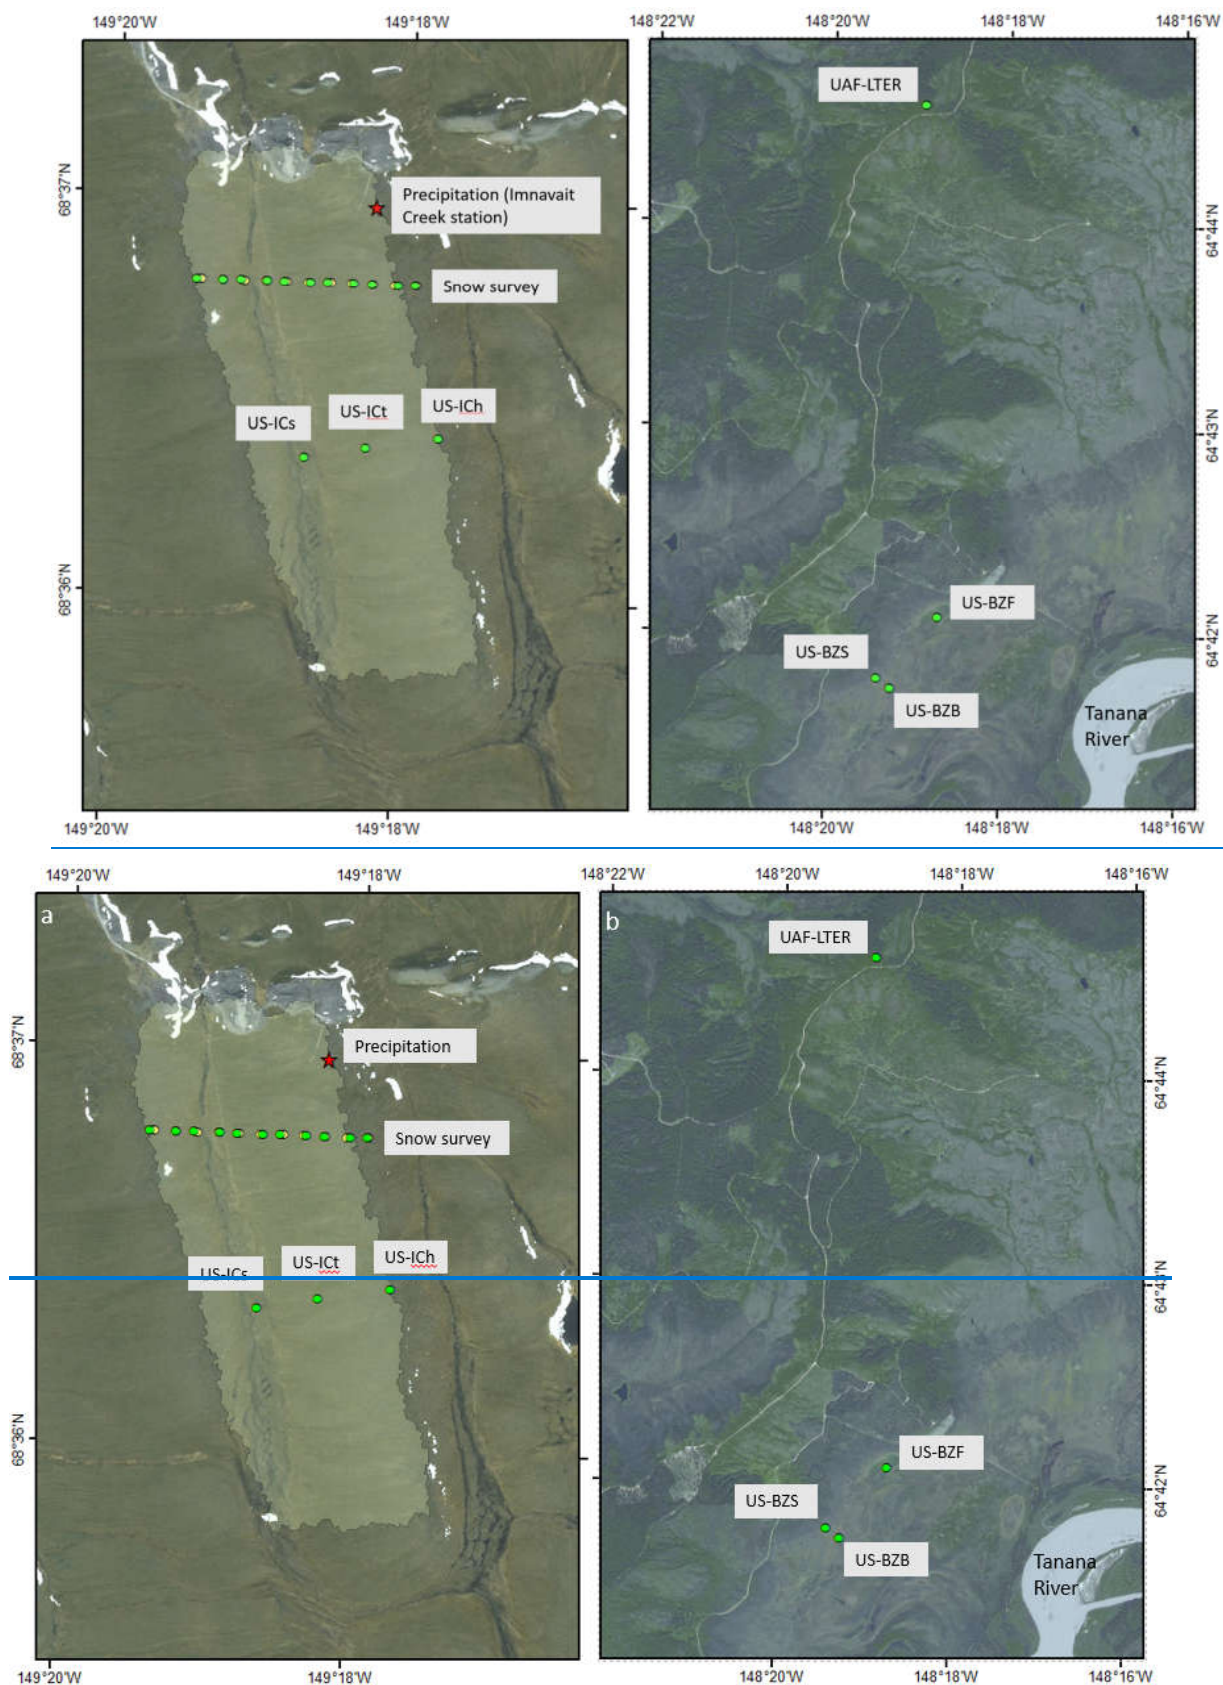 149°20'W 149°18'W 148°22'W 148°20'W 148°18'W 148°16'W
UAF-LTER
68°37'N
Precipitation (Imnavait
Creek station)
64°44'N
Snow survey
US-ICs
US-ICt
US-ICh
64°43'N
68°36'N
US-BZF
64°42'N
US-BZS
US-BZB
Tanana
River
149°20'W 149°18'W 148°20'W 148°18'W 148°16'W
149°20'W 149°18'W 148°22'W 148°20'W 148°18'W 148°16'W
a
b
UAF-LTER
68°37'N
Precipitation
64°44'N
Snow survey
US-ICs
US-ICt
US-ICh
64°43'N
68°36'N
US-BZF
64°42'N
US-BZS
US-BZB
Tanana
River
149°20'W 149°18'W 148°20'W 148°18'W 148°16'W